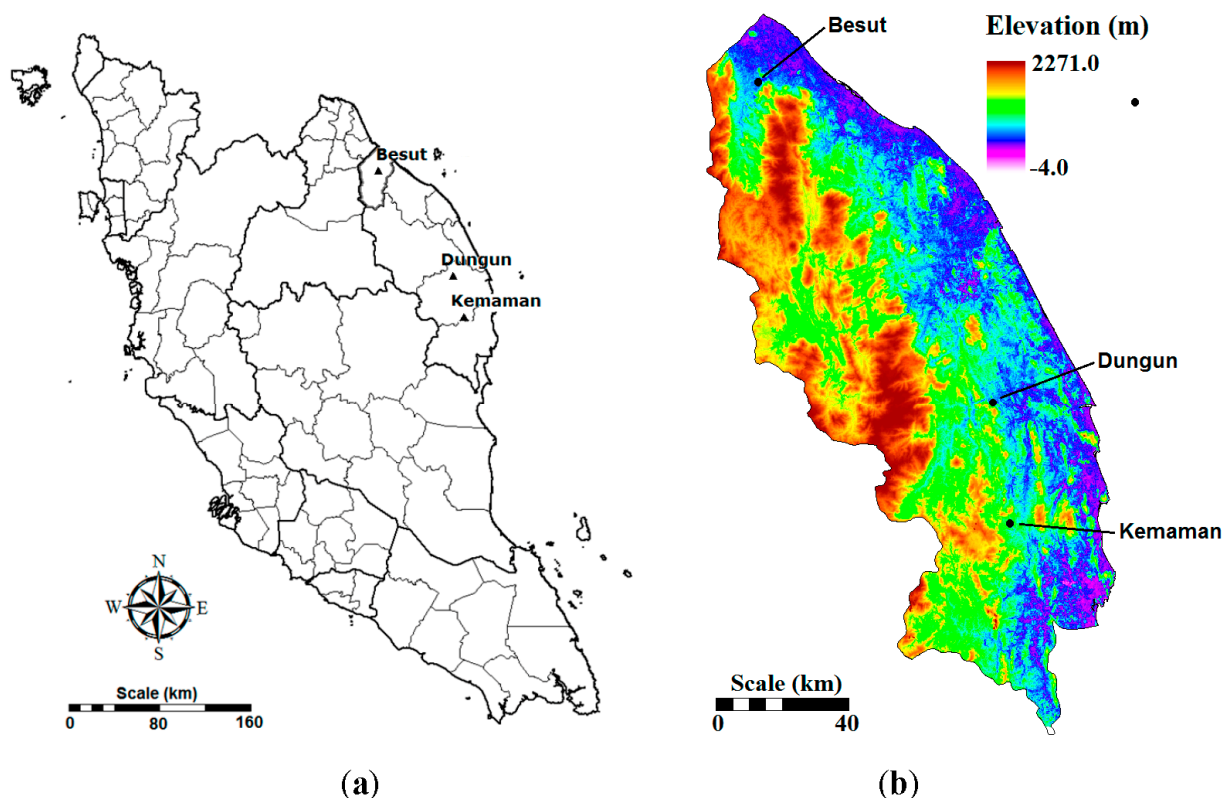 Besut
Dungun
Kemaman
N
W E
S
Scale (km)
0 80 160
(a)
Besut
Elevation (m)
2271.0
-4.0
Dungun
Kemaman
Scale (km)
0 40
(b)